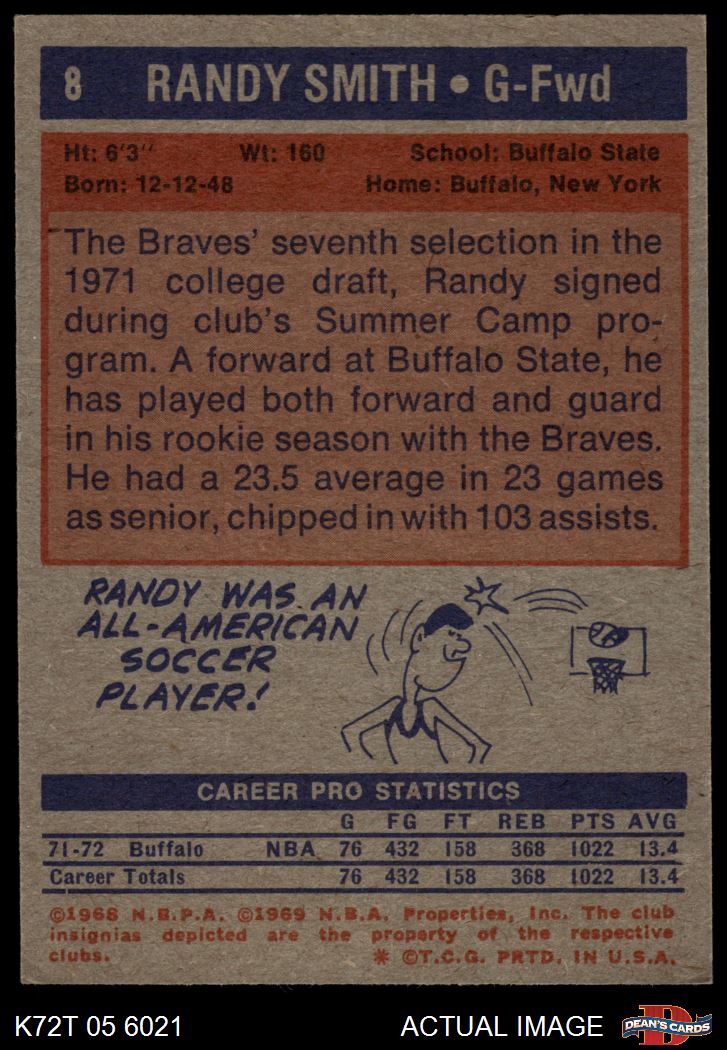 8 RANDY SMITH • G-Fwd
Ht: 6'3" Wt: 160 School: Buffalo State
Born: 12-12-48 Home: Buffalo, New York
The Braves' seventh selection in the
1971 college draft, Randy signed
during club's Summer Camp pro-
gram. A forward at Buffalo State, he
has played both forward and guard
in his rookie season with the Braves.
He had a 23.5 average in 23 games
as senior, chipped in with 103 assists.
RANDY WAS AN
ALL-AMERICAN
SOCCER
PLAYER!
CAREER PRO STATISTICS
G FG FT REB PTS AVG
71-72 Buffalo NBA 76 432 158 368 1022 13.4
Career Totals 76 432 158 368 1022 13.4
©1968 N.B.P.A. ©1969 N.B.A. Properties, Inc. The club
insignias depicted are the property of the respective
clubs. * ©T.C.G. PRTD. IN U.S.A.
K72T 05 6021 ACTUAL IMAGE D DEAN'S CARDS